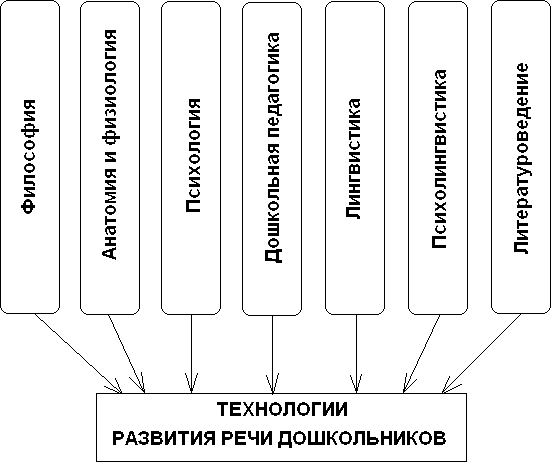 Философия
Анатомия и физиология
Психология
Дошкольная педагогика
Лингвистика
Психолингвистика
Литературоведение
ТЕХНОЛОГИИ
РАЗВИТИЯ РЕЧИ ДОШКОЛЬНИКОВ